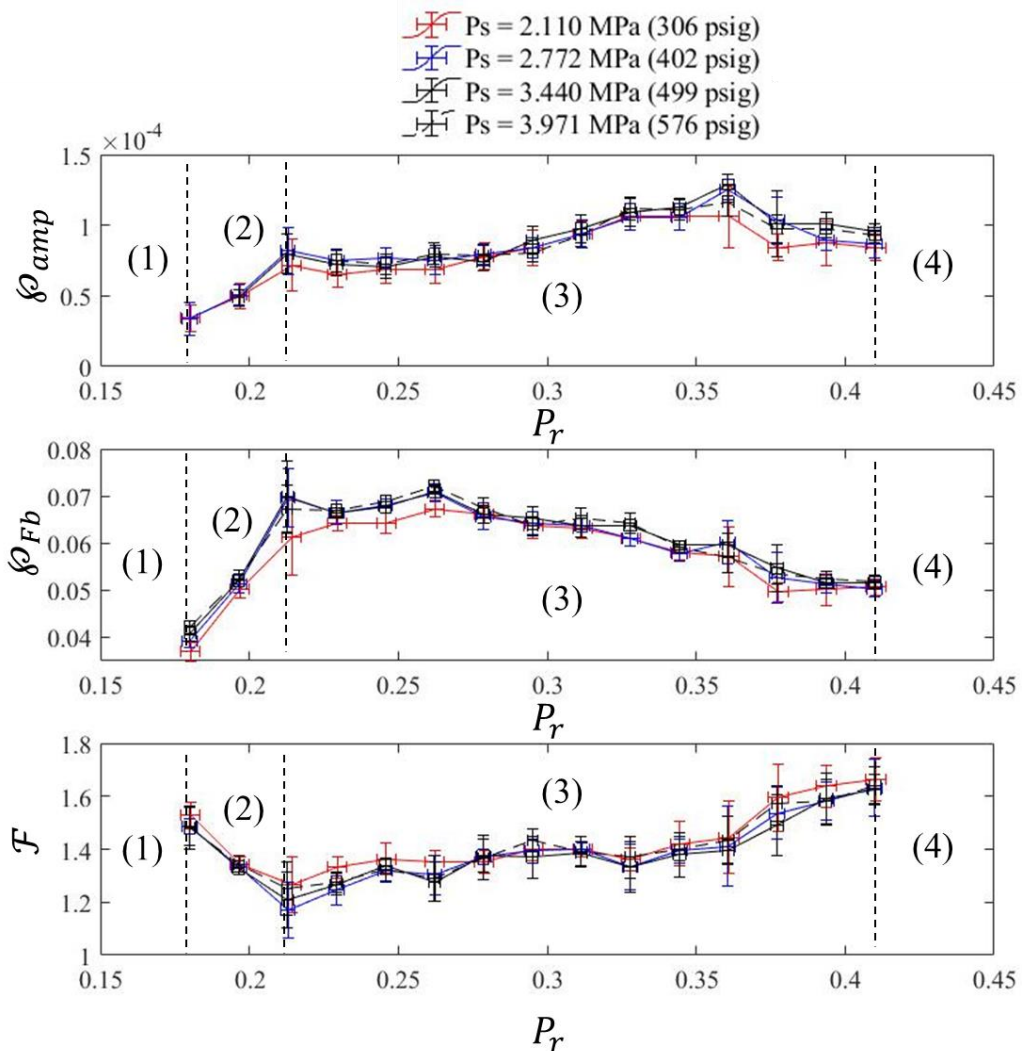 Ps = 2.110 MPa (306 psig)
Ps = 2.772 MPa (402 psig)
Ps = 3.440 MPa (499 psig)
Ps = 3.971 MPa (576 psig)
×10⁻⁴
1.5
1
0.5
0
℘amp
(1)
(2)
(3)
(4)
0.15 0.2 0.25 0.3 0.35 0.4 0.45
Pr
0.08
0.07
0.06
0.05
0.04
℘Fb
(1)
(2)
(3)
(4)
0.15 0.2 0.25 0.3 0.35 0.4 0.45
Pr
1.8
1.6
1.4
1.2
1
ℱ
(1)
(2)
(3)
(4)
0.15 0.2 0.25 0.3 0.35 0.4 0.45
Pr